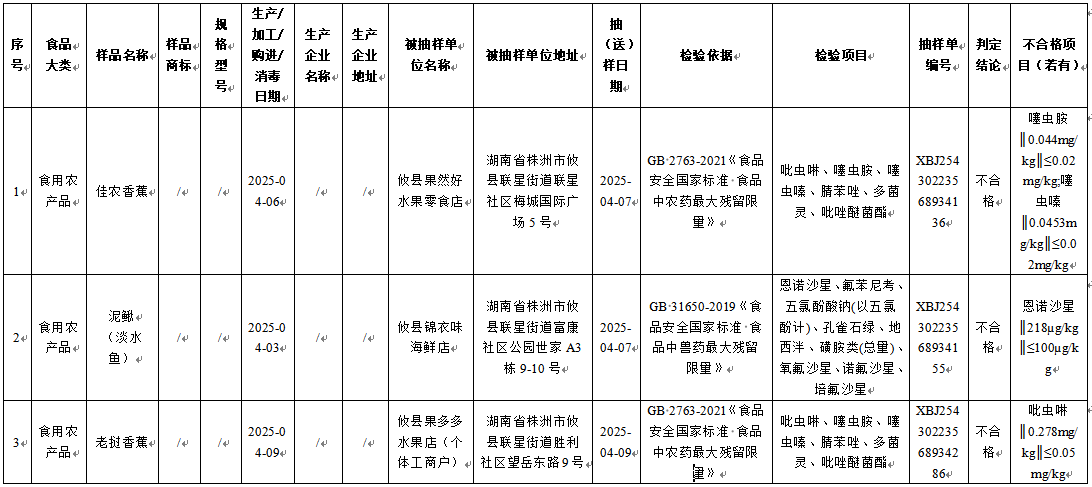 序号
食品大类
样品名称
样品商标
规格型号
生产/加工/购进/消毒日期
生产企业名称
生产企业地址
被抽样单位名称
被抽样单位地址
抽（送）样日期
检验依据
检验项目
抽样单编号
判定结论
不合格项目（若有）
1
食用农产品
佳农香蕉
/
/
2025-04-06
/
/
攸县果然好水果零食店
湖南省株洲市攸县联星街道联星社区梅城国际广场 5 号
2025-04-07
GB 2763-2021《食品安全国家标准 食品中农药最大残留限量》
吡虫啉、噻虫胺、噻虫嗪、腈苯唑、多菌灵、吡唑醚菌酯
XBJ25430223568934136
不合格
噻虫胺‖0.044mg/kg‖≤0.02mg/kg;噻虫嗪‖0.0453mg/kg‖≤0.02mg/kg
2
食用农产品
泥鳅（淡水鱼）
/
/
2025-04-03
/
/
攸县锦衣味海鲜店
湖南省株洲市攸县联星街道富康社区公园世家 A3 栋 9-10 号
2025-04-07
GB 31650-2019《食品安全国家标准 食品中兽药最大残留限量》
恩诺沙星、氟苯尼考、五氯酚酸钠(以五氯酚计)、孔雀石绿、地西泮、磺胺类(总量)、氧氟沙星、诺氟沙星、培氟沙星
XBJ25430223568934155
不合格
恩诺沙星‖218μg/kg‖≤100μg/kg
3
食用农产品
老挝香蕉
/
/
2025-04-09
/
/
攸县果多多水果店（个体工商户）
湖南省株洲市攸县联星街道胜利社区望岳东路 9 号
2025-04-09
GB 2763-2021《食品安全国家标准 食品中农药最大残留限量》
吡虫啉、噻虫胺、噻虫嗪、腈苯唑、多菌灵、吡唑醚菌酯
XBJ25430223568934286
不合格
吡虫啉‖0.278mg/kg‖≤0.05mg/kg